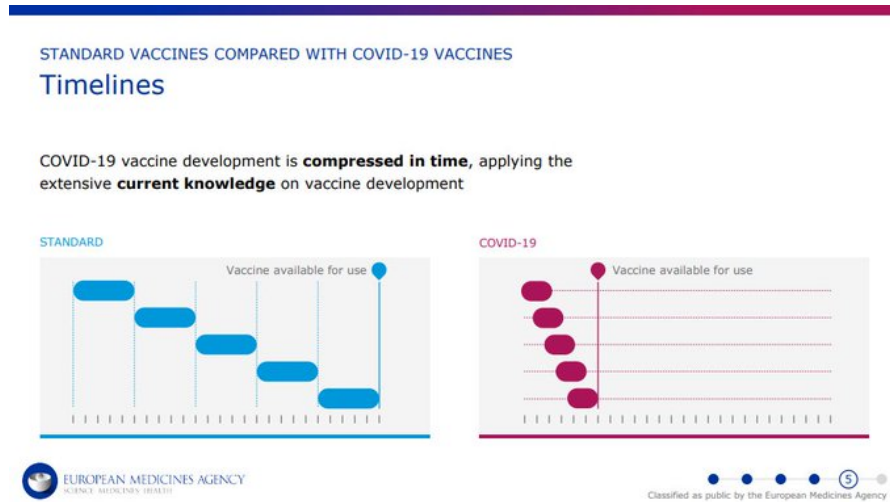 STANDARD VACCINES COMPARED WITH COVID-19 VACCINES
Timelines
COVID-19 vaccine development is compressed in time, applying the
extensive current knowledge on vaccine development
STANDARD
Vaccine available for use
COVID-19
Vaccine available for use
EUROPEAN MEDICINES AGENCY
SCIENCE MEDICINES HEALTH
5
Classified as public by the European Medicines Agency